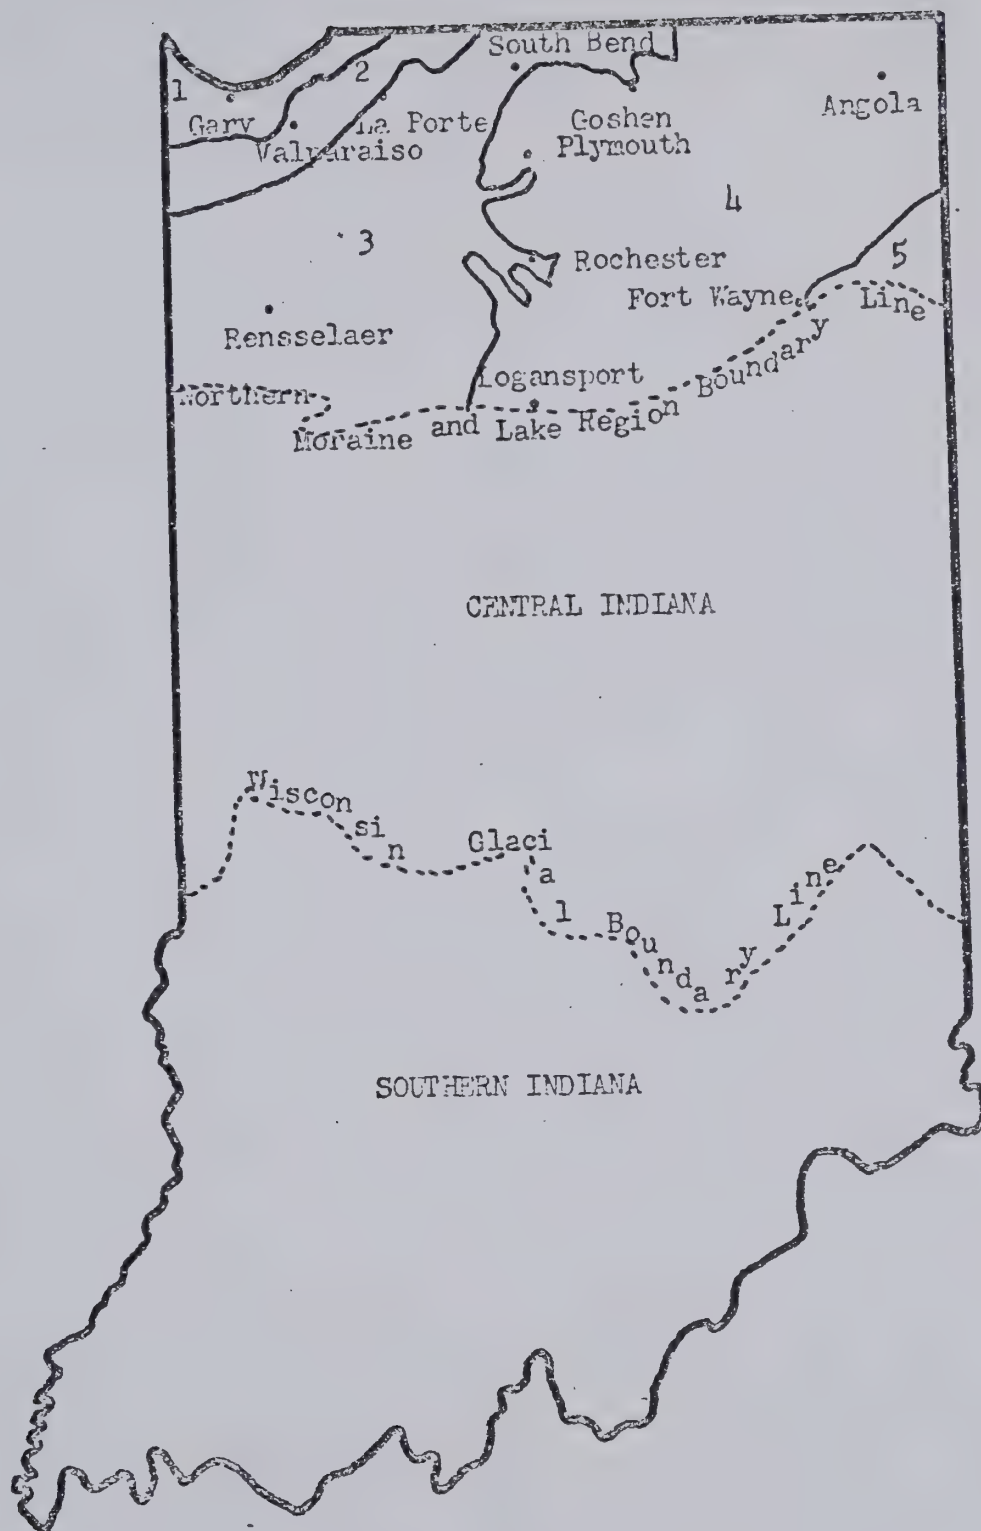 South Bend
1
2
Gary
La Porte
Valparaiso
Goshen
Plymouth
Angola
3
4
5
Rochester
Fort Wayne
Rensselaer
Logansport
Northern Moraine and Lake Region Boundary Line
CENTRAL INDIANA
Wisconsin Glacial Boundary Line
SOUTHERN INDIANA